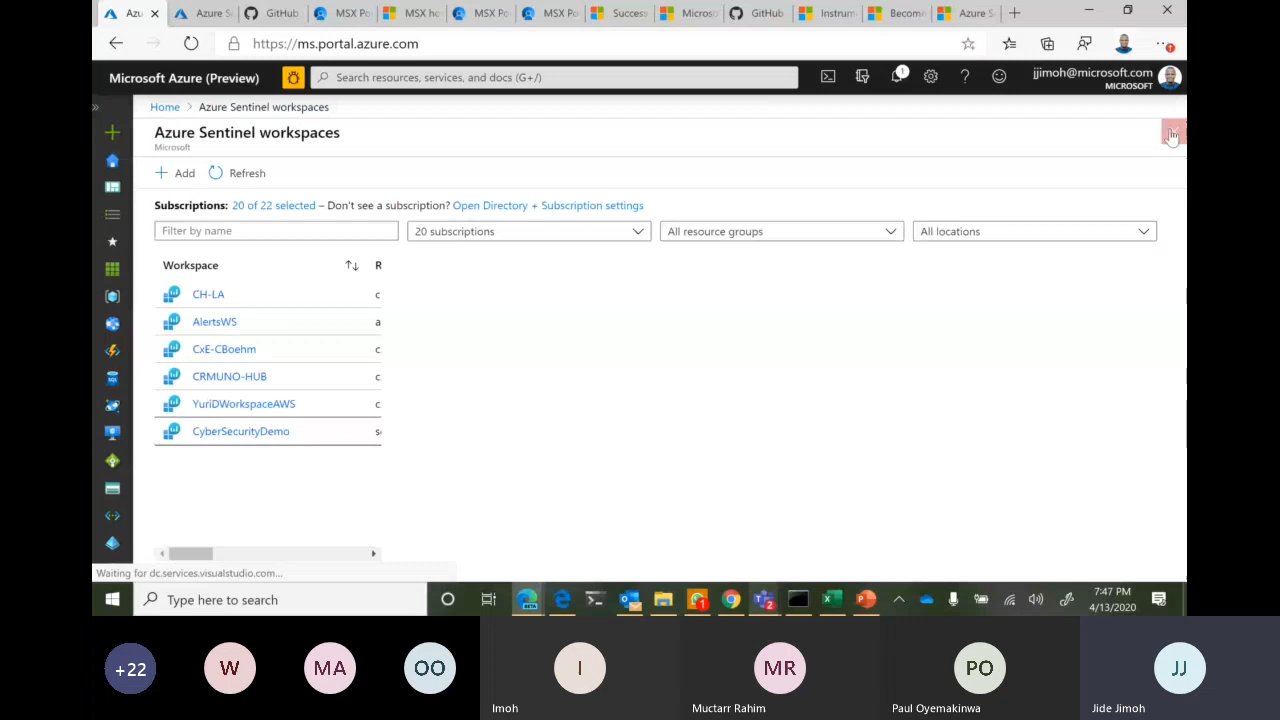 Azu
Azure S
GitHub
MSX Po
MSX ho
MSX Po
MSX Po
Success
Microso
GitHub
Instrum
Become
Azure S
https://ms.portal.azure.com
Microsoft Azure (Preview)
Search resources, services, and docs (G+/)
1
jjimoh@microsoft.com
MICROSOFT
Home > Azure Sentinel workspaces
Azure Sentinel workspaces
Microsoft
+ Add
Refresh
Subscriptions: 20 of 22 selected – Don't see a subscription? Open Directory + Subscription settings
Filter by name
20 subscriptions
All resource groups
All locations
Workspace
R
CH-LA
c
AlertsWS
a
CxE-CBoehm
c
CRMUNO-HUB
c
YuriDWorkspaceAWS
c
CyberSecurityDemo
s
Waiting for dc.services.visualstudio.com...
Type here to search
BETA
1
2
7:47 PM
4/13/2020
+22
W
MA
OO
I
Imoh
MR
Muctarr Rahim
PO
Paul Oyemakinwa
JJ
Jide Jimoh